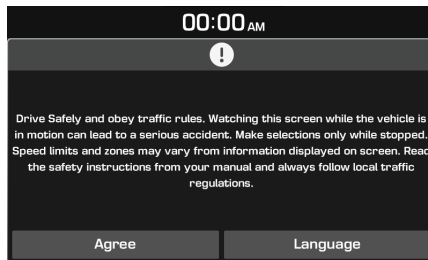 00:00 AM
!
Drive Safely and obey traffic rules. Watching this screen while the vehicle is
in motion can lead to a serious accident. Make selections only while stopped.
Speed limits and zones may vary from information displayed on screen. Read
the safety instructions from your manual and always follow local traffic
regulations.
Agree
Language